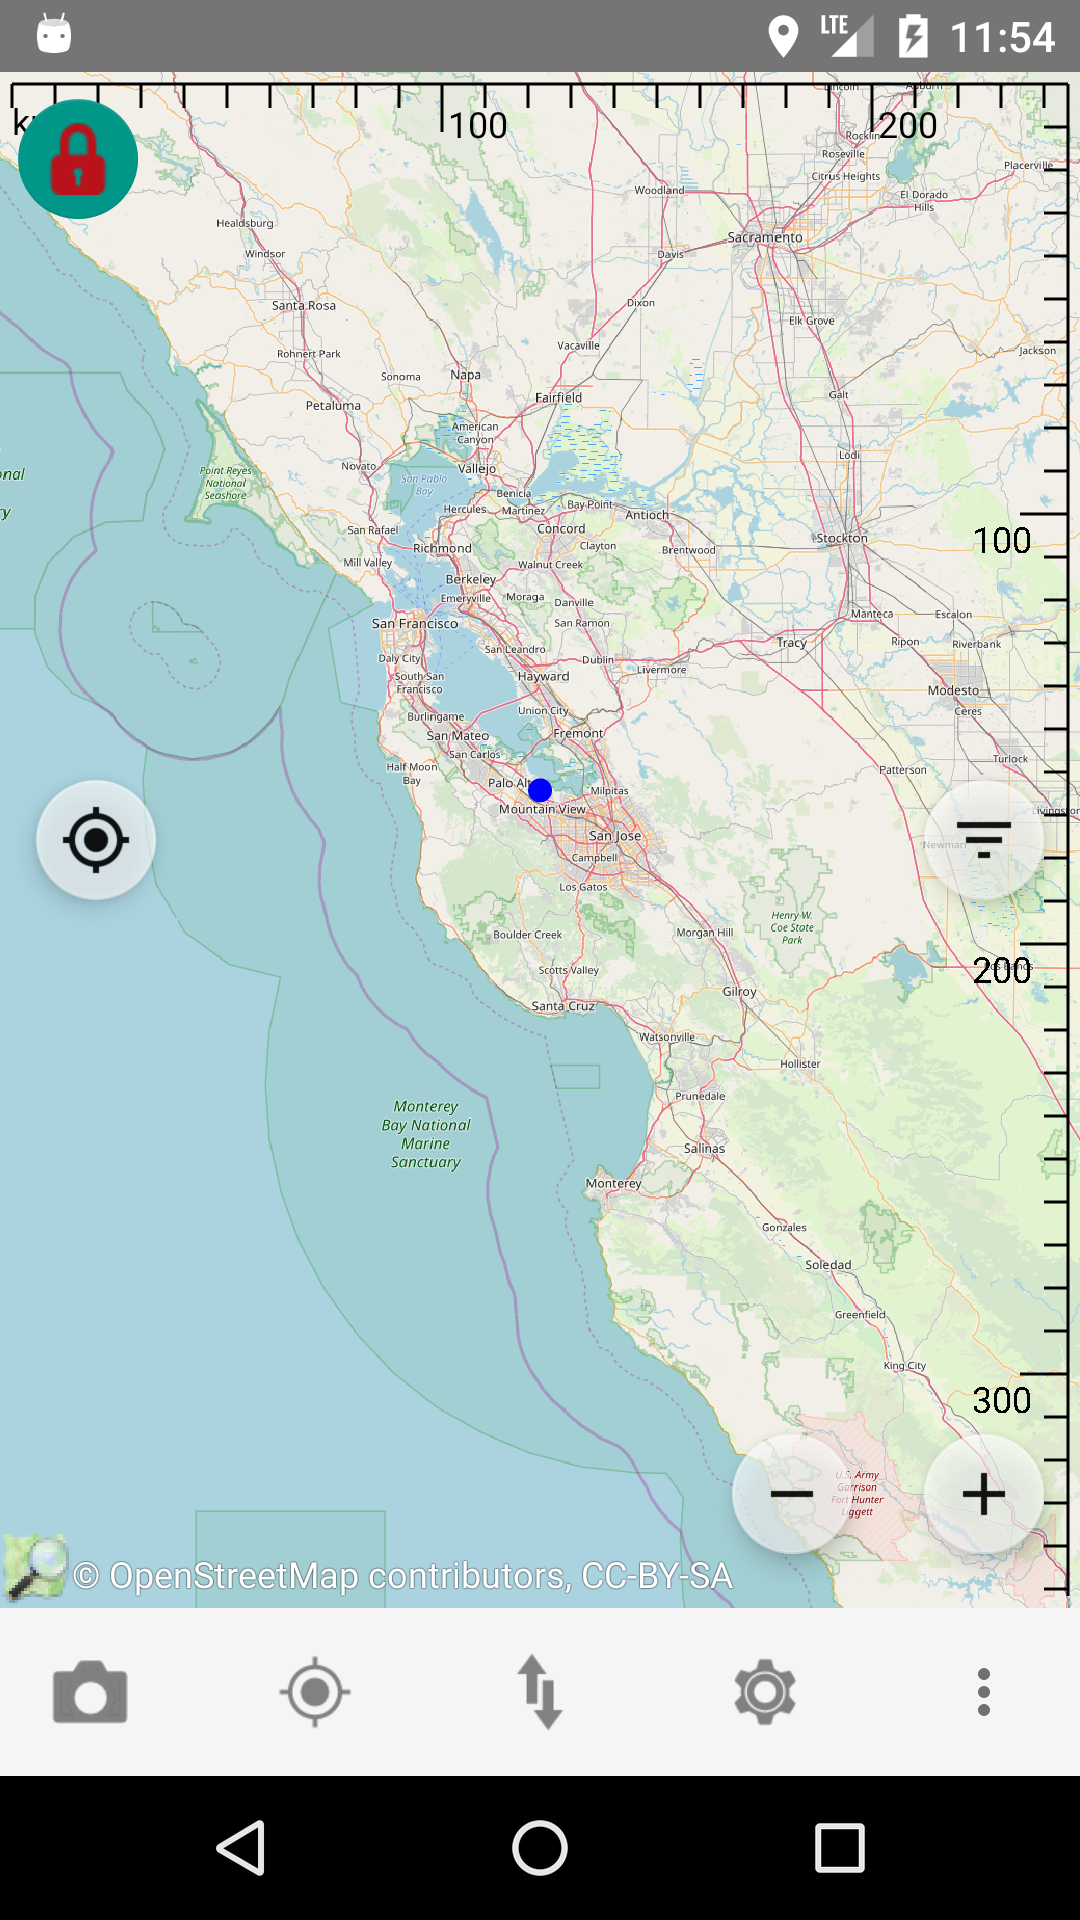 LTE 11:54
100
200
Lincoln
Auburn
Rocklin
Roseville
Placerville
Citrus Heights
Woodland
El Dorado
Hills
Healdsburg
Sacramento
Windsor
Davis
Santa Rosa
Dixon
Elk Grove
Vacaville
Rohnert Park
Jackson
Sonoma
Napa
Galt
Petaluma
Fairfield
American
Canyon
Lodi
Novato
Vallejo
Point Reyes
National
Seashore
San Pablo
Bay
Benicia
Hercules
Martinez
Bay Point
Antioch
San Rafael
Concord
100
Stockton
Richmond
Clayton
Brentwood
Mill Valley
Walnut Creek
Berkeley
Emeryville
Moraga
Danville
Manteca
Escalon
San Francisco
San Ramon
Tracy
Ripon
Riverbank
San Leandro
Daly City
Dublin
Livermore
South San
Francisco
Hayward
Modesto
Union City
Ceres
Burlingame
San Mateo
Fremont
San Carlos
Turlock
Half Moon
Bay
Patterson
Palo Alt
Milpitas
Mountain View
Livingston
San Jose
Newman
Campbell
Los Gatos
Henry W.
Coe State
Park
Boulder Creek
Morgan Hill
Scotts Valley
200
Los Banos
Gilroy
Santa Cruz
Watsonville
Hollister
Prunedale
Monterey
Bay National
Marine
Sanctuary
Salinas
Monterey
Gonzales
Soledad
Greenfield
King City
300
U.S. Army
Garrison
Fort Hunter
Liggett
© OpenStreetMap contributors, CC-BY-SA